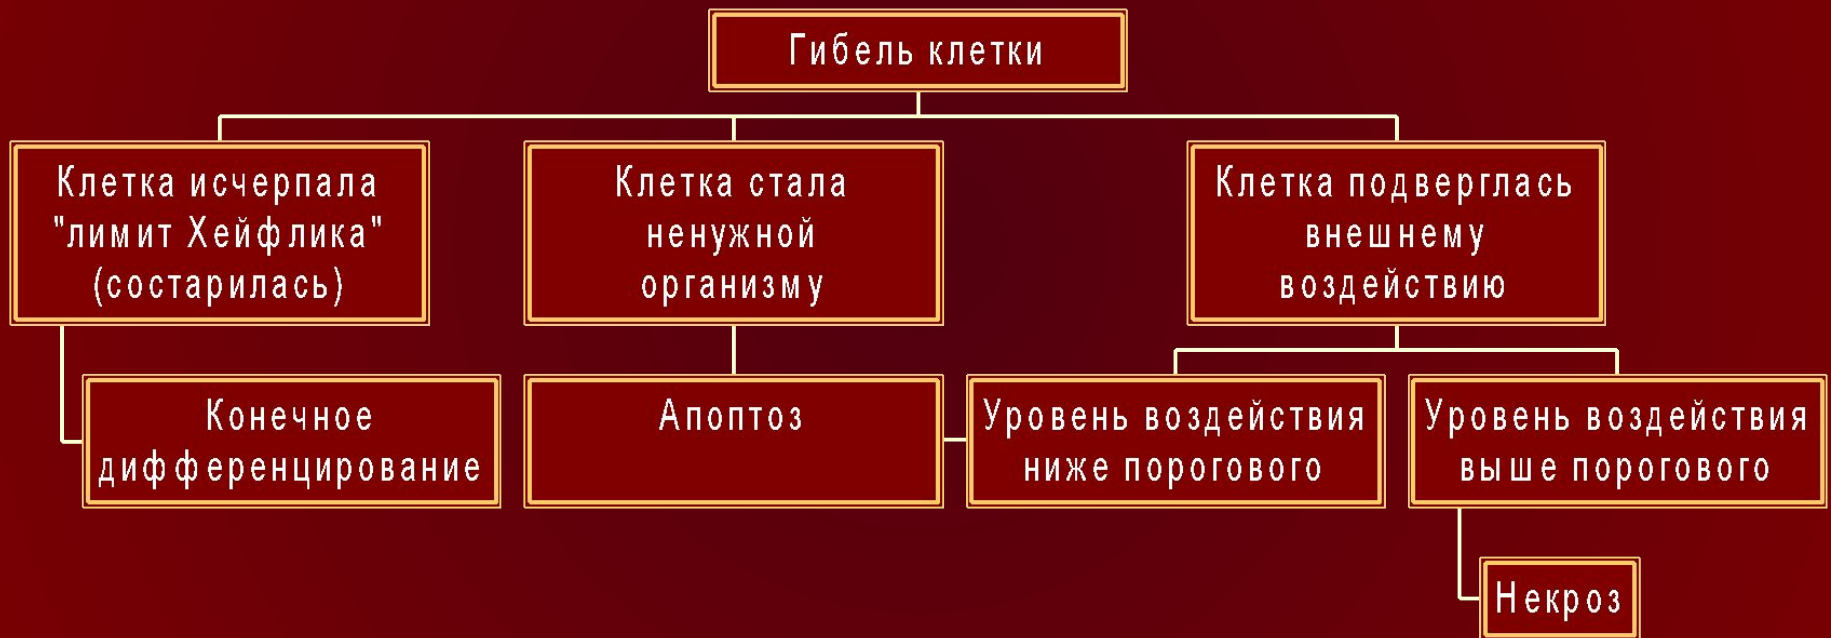 Гибель клетки
Клетка исчерпала
"лимит Хейфлика"
(состарилась)
Клетка стала
ненужной
организму
Клетка подверглась
внешнему
воздействию
Конечное
дифференцирование
Апоптоз
Уровень воздействия
ниже порогового
Уровень воздействия
выше порогового
Некроз